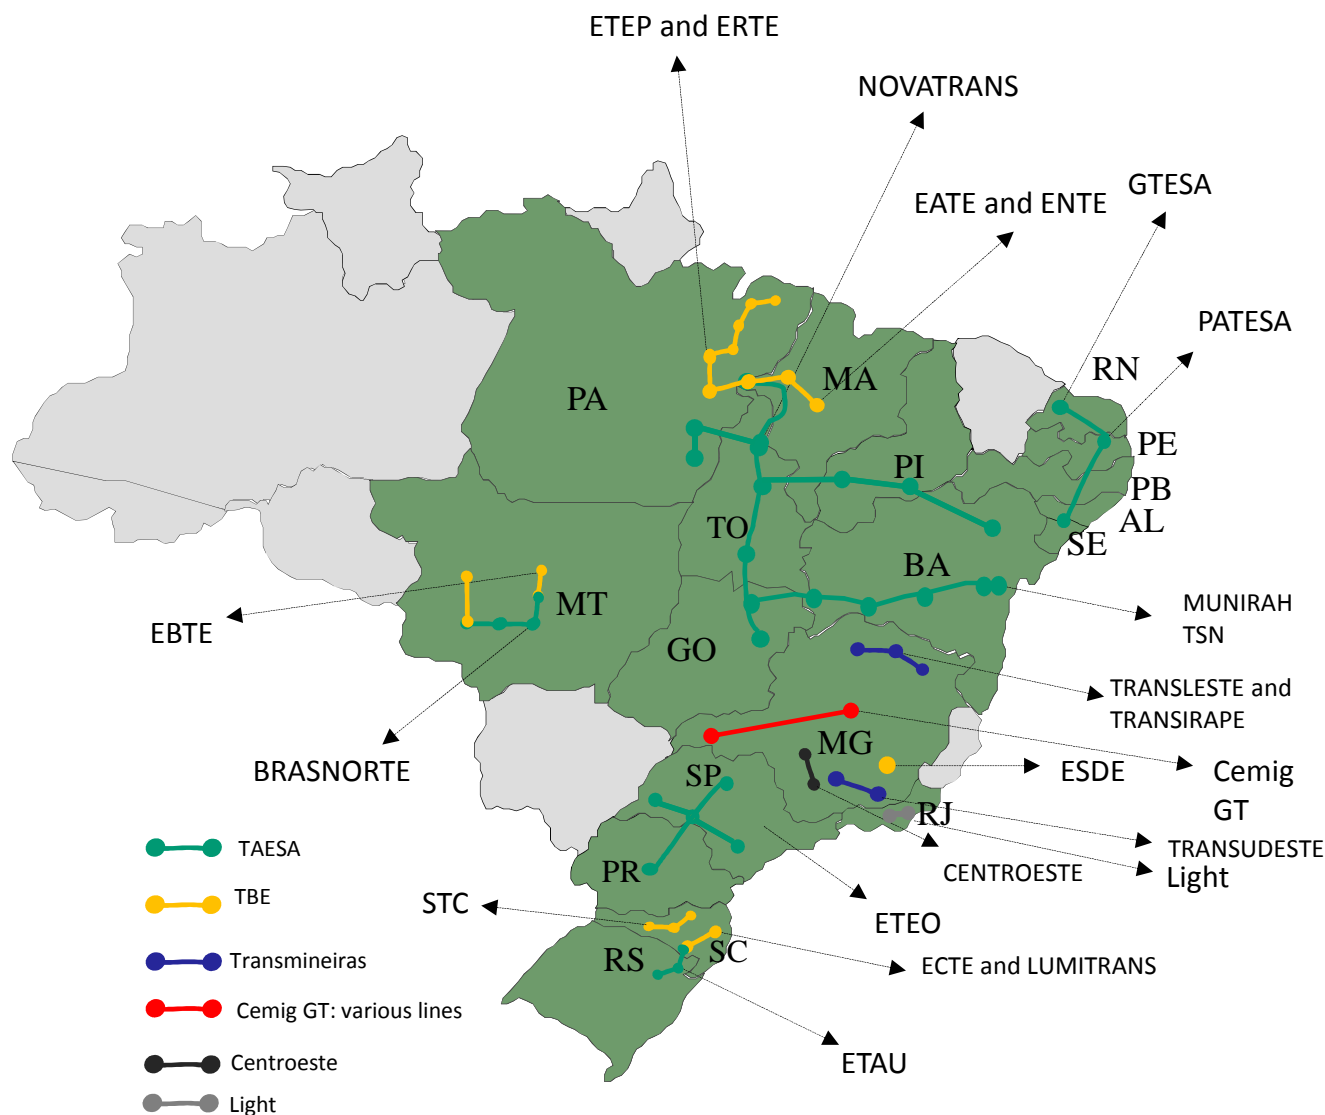 ETEP and ERTE
NOVATRANS
GTESA
EATE and ENTE
PATESA
RN
MA
PA
PE
PI
PB
AL
TO
SE
BA
MT
MUNIRAH
TSN
EBTE
GO
TRANSLESTE and
TRANSIRAPE
MG
BRASNORTE
SP
ESDE
Cemig
GT
RJ
TRANSUDESTE
TAESA
PR
CENTROESTE
Light
TBE
STC
ETEO
Transmineiras
RS
SC
ECTE and LUMITRANS
Cemig GT: various lines
Centroeste
ETAU
Light